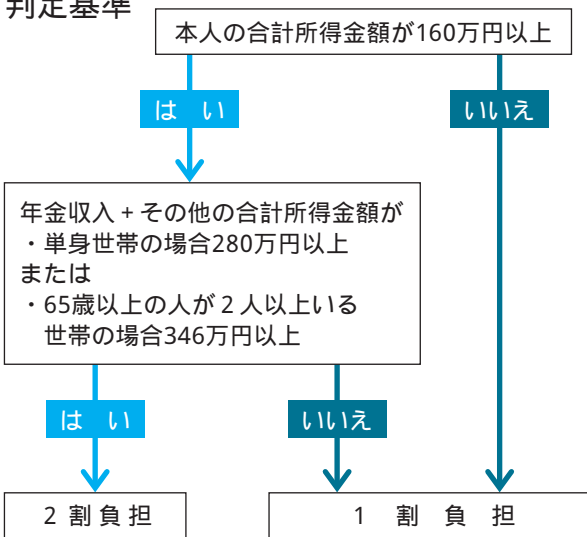 判定基準
本人の合計所得金額が160万円以上
は い
いいえ
年金収入 + その他の合計所得金額が
・単身世帯の場合280万円以上
または
・65歳以上の人が 2 人以上いる
世帯の場合346万円以上
は い
いいえ
2 割 負 担
1 割 負 担